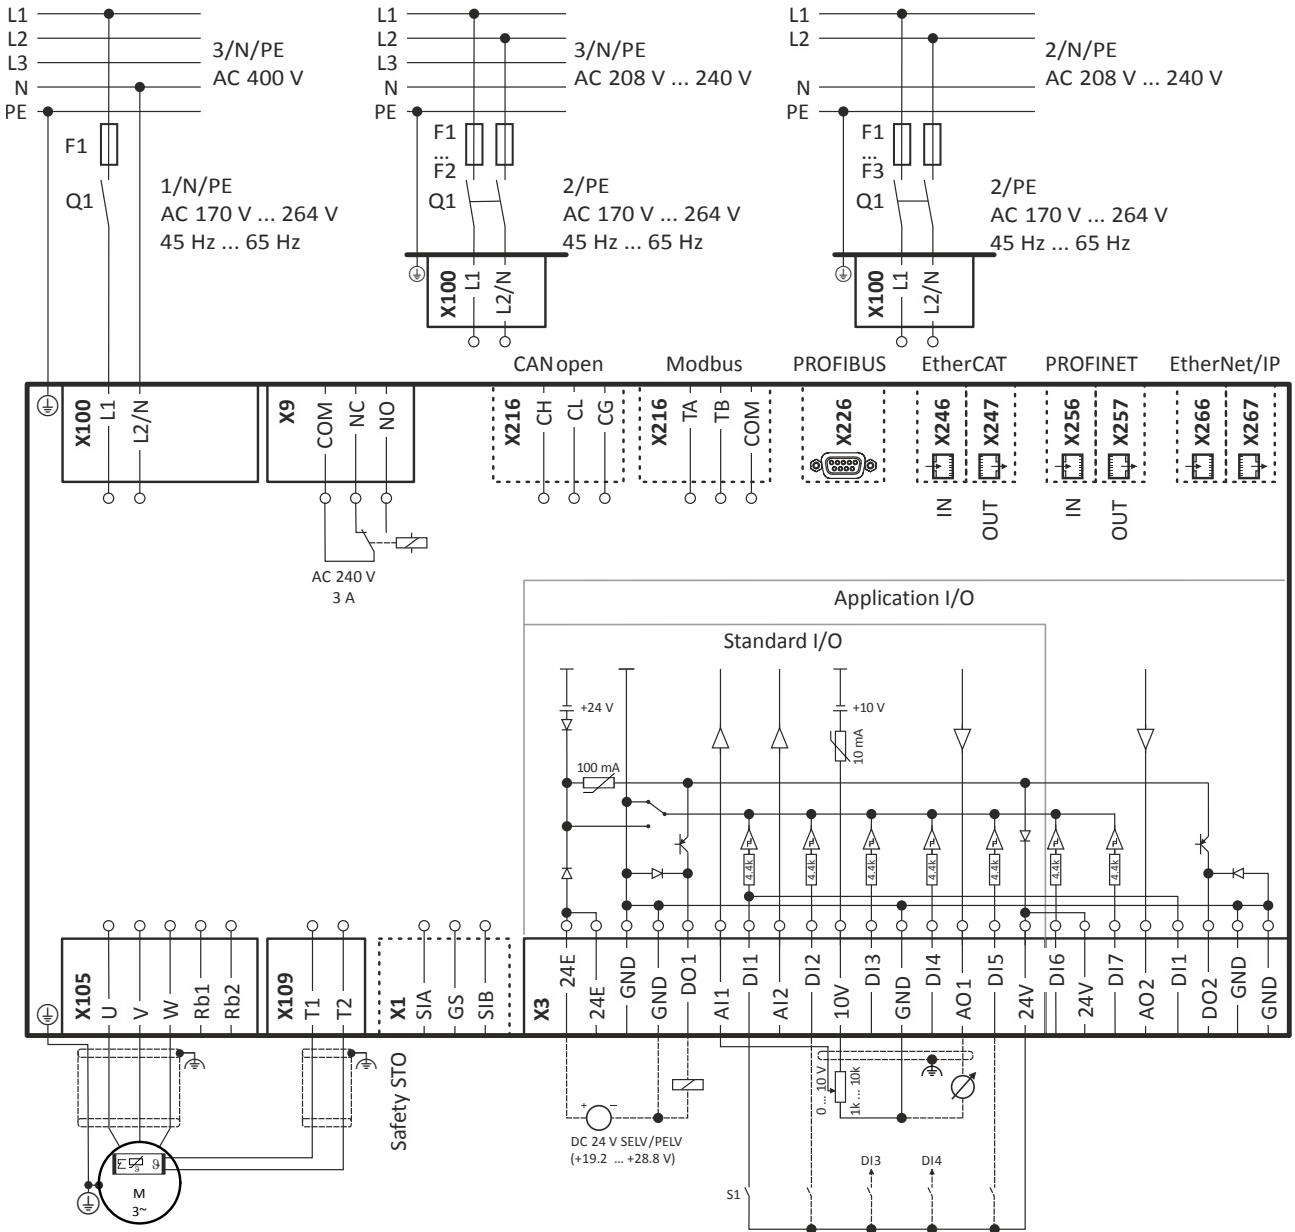 L1
L2
L3
N
PE
3/N/PE
AC 400 V
F1
Q1
1/N/PE
AC 170 V ... 264 V
45 Hz ... 65 Hz
L1
L2
L3
N
PE
3/N/PE
AC 208 V ... 240 V
F1
...
F2
Q1
2/PE
AC 170 V ... 264 V
45 Hz ... 65 Hz
X100
L1
L2/N
L1
L2
N
PE
2/N/PE
AC 208 V ... 240 V
F1
...
F3
Q1
2/PE
AC 170 V ... 264 V
45 Hz ... 65 Hz
X100
L1
L2/N
CANopen
Modbus
PROFIBUS
EtherCAT
PROFINET
EtherNet/IP
X100
L1
L2/N
X9
COM
NC
NO
X216
CH
CL
CG
X216
TA
TB
COM
X226
X246
X247
X256
X257
X266
X267
IN
OUT
IN
OUT
AC 240 V
3 A
Application I/O
Standard I/O
+24 V
+10 V
10 mA
100 mA
4.4k
4.4k
4.4k
4.4k
4.4k
4.4k
4.4k
X105
U
V
W
Rb1
Rb2
X109
T1
T2
X1
SIA
GS
SIB
X3
24E
24E
GND
GND
DO1
AI1
DI1
AI2
DI2
10V
DI3
GND
DI4
AO1
DI5
24V
DI6
24V
DI7
AO2
DI1
DO2
GND
GND
Safety STO
+
–
DC 24 V SELV/PELV
(+19.2 ... +28.8 V)
0 ... 10 V
1k ... 10k
DI3
DI4
S1
ϑ
M
3~